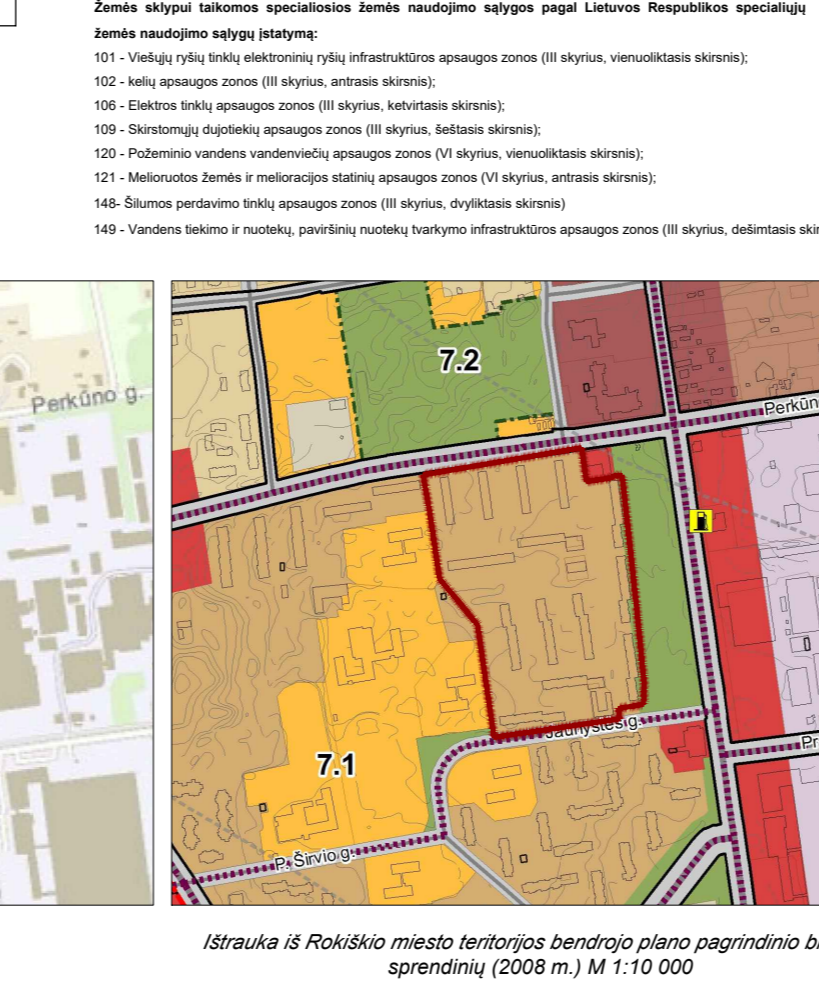 Žemės sklypui taikomos specialiosios žemės naudojimo sąlygos pagal Lietuvos Respublikos specialiųjų
žemės naudojimo sąlygų įstatymą:
101 - Viešųjų ryšių tinklų elektroninių ryšių infrastruktūros apsaugos zonos (III skyrius, vienuoliktasis skirsnis);
102 - kelių apsaugos zonos (III skyrius, antrasis skirsnis);
106 - Elektros tinklų apsaugos zonos (III skyrius, ketvirtasis skirsnis);
109 - Skirstomųjų dujotiekių apsaugos zonos (III skyrius, šeštasis skirsnis);
120 - Požeminio vandens vandenviečių apsaugos zonos (VI skyrius, vienuoliktasis skirsnis);
121 - Melioruotos žemės ir melioracijos statinių apsaugos zonos (VI skyrius, antrasis skirsnis);
148- Šilumos perdavimo tinklų apsaugos zonos (III skyrius, dvyliktasis skirsnis)
149 - Vandens tiekimo ir nuotekų, paviršinių nuotekų tvarkymo infrastruktūros apsaugos zonos (III skyrius, dešimtasis skir
7.2
Perkūno g.
Perkūn
Jaunystės g.
Pr
7.1
P. Širvio g.
Ištrauka iš Rokiškio miesto teritorijos bendrojo plano pagrindinio br
sprendinių (2008 m.) M 1:10 000